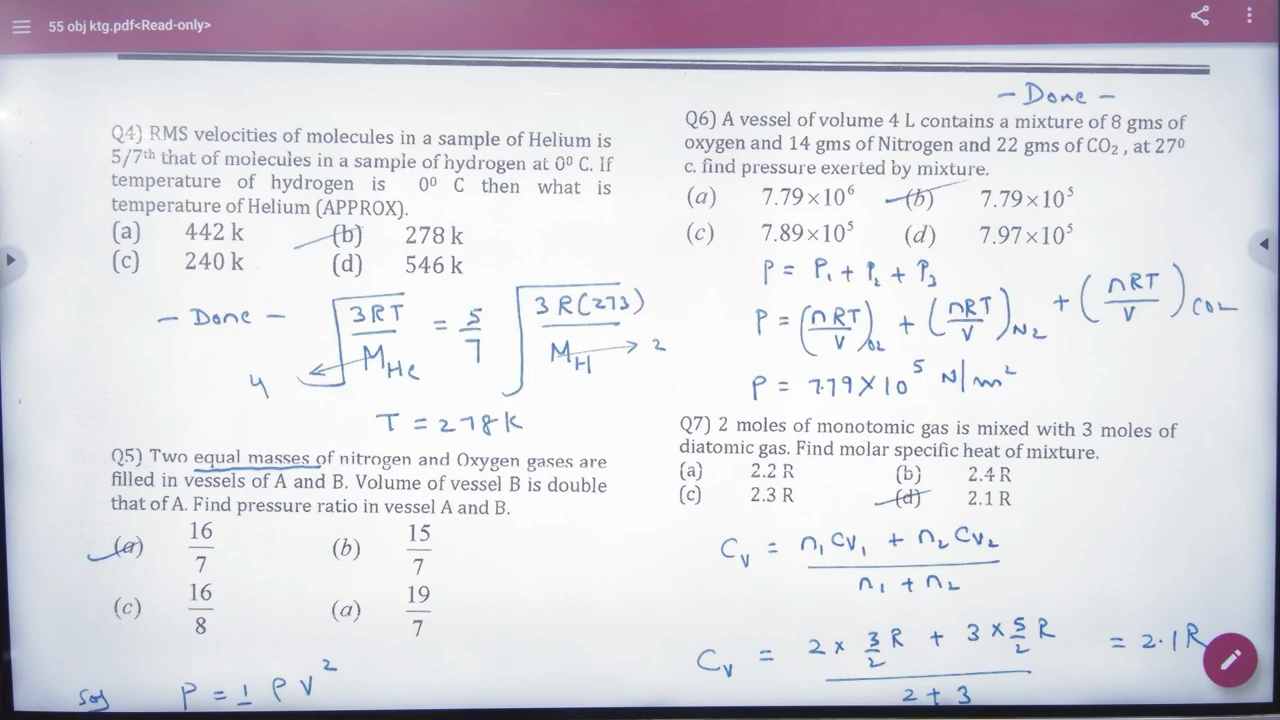 55 obj ktg.pdf<Read-only>
Q4) RMS velocities of molecules in a sample of Helium is
5/7th that of molecules in a sample of hydrogen at 0⁰ C. If
temperature of hydrogen is 0⁰ C then what is
temperature of Helium (APPROX).
(a) 442 k (b) 278 k
(c) 240 k (d) 546 k
- Done -
√(3RT/M_He) = 5/7 √(3R(273)/M_H)
4 2
T = 278k
Q5) Two equal masses of nitrogen and Oxygen gases are
filled in vessels of A and B. Volume of vessel B is double
that of A. Find pressure ratio in vessel A and B.
(a) 16/7 (b) 15/7
(c) 16/8 (a) 19/7
Soj P = 1 ρ v²
- Done -
Q6) A vessel of volume 4 L contains a mixture of 8 gms of
oxygen and 14 gms of Nitrogen and 22 gms of CO₂ , at 27⁰
c. find pressure exerted by mixture.
(a) 7.79×10⁶ (b) 7.79×10⁵
(c) 7.89×10⁵ (d) 7.97×10⁵
P = P₁ + P₂ + P₃
P = (nRT/V)O₂ + (nRT/V)N₂ + (nRT/V)CO₂
P = 7.79×10⁵ N/m²
Q7) 2 moles of monotomic gas is mixed with 3 moles of
diatomic gas. Find molar specific heat of mixture.
(a) 2.2 R (b) 2.4 R
(c) 2.3 R (d) 2.1 R
Cv = n₁Cv₁ + n₂Cv₂ / n₁ + n₂
Cv = 2 × 3/2 R + 3 × 5/2 R / 2 + 3 = 2.1R